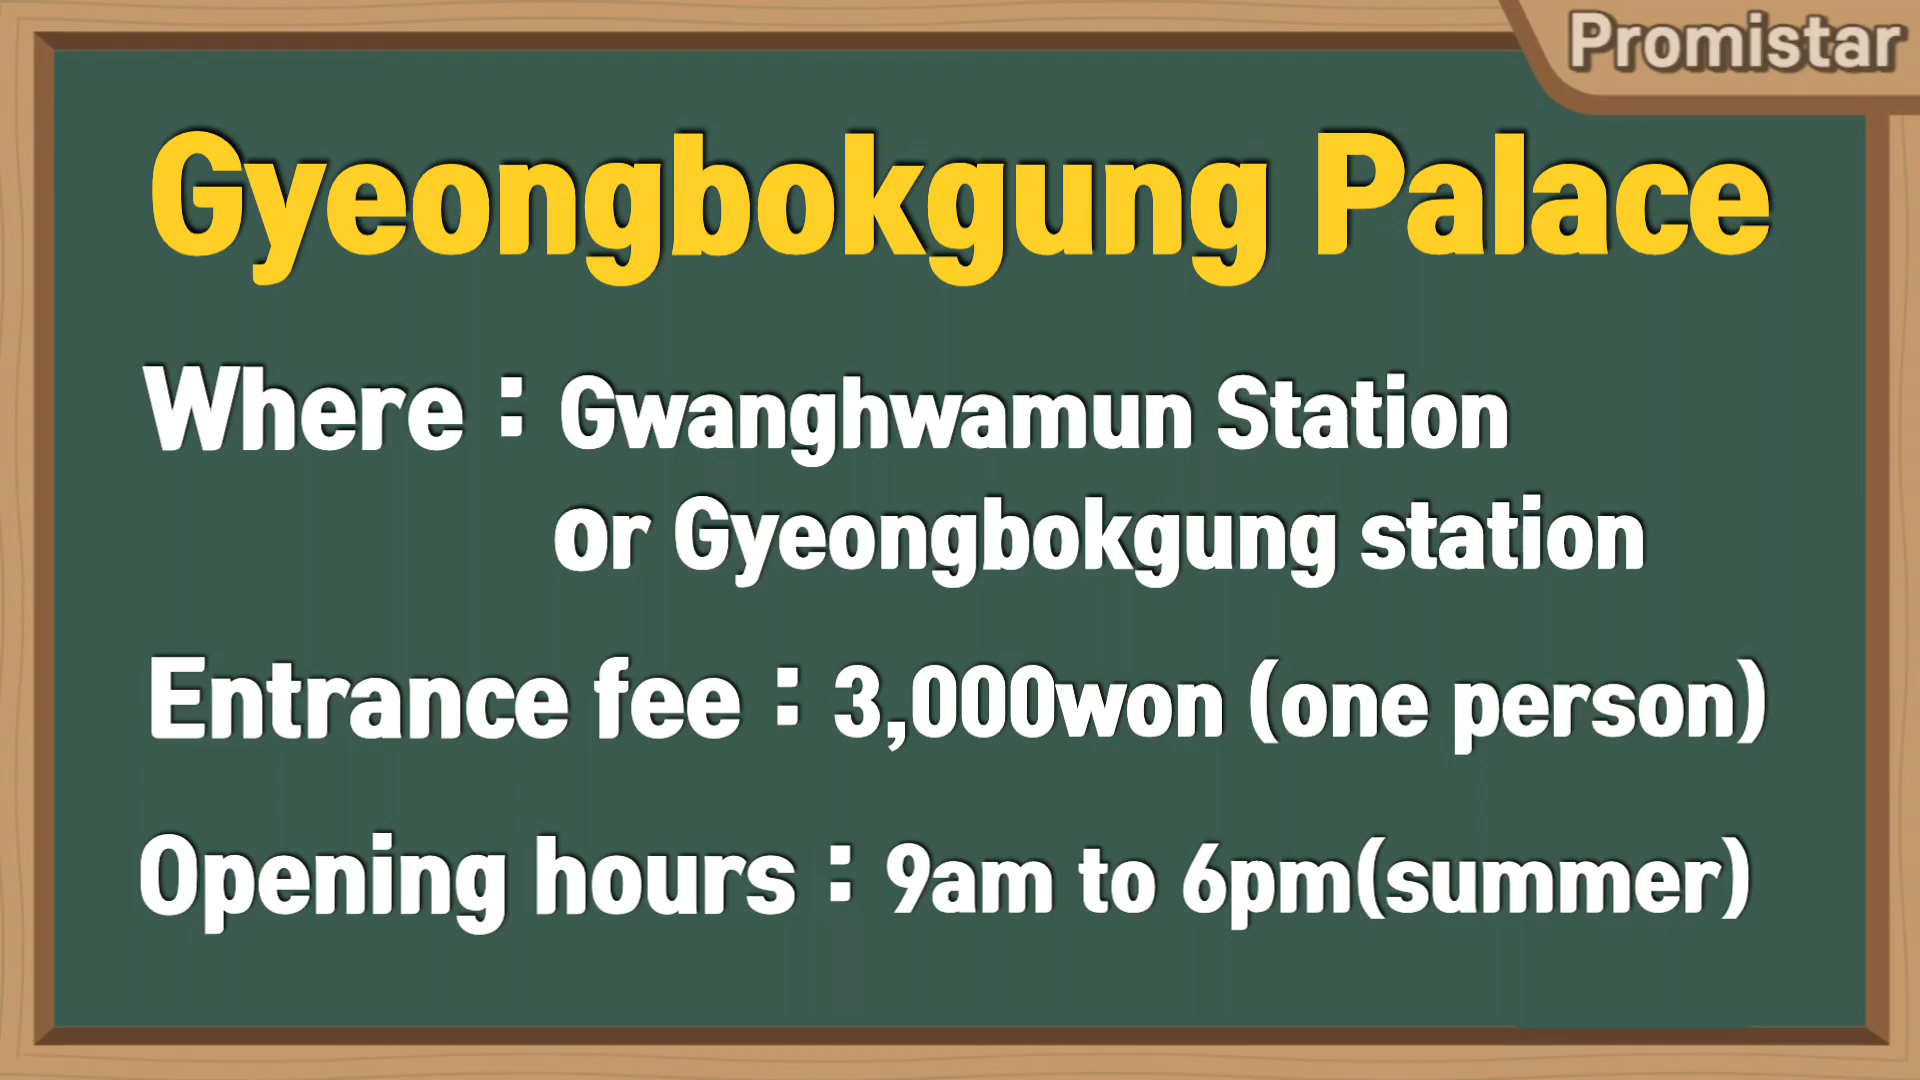 Promistar
Gyeongbokgung Palace
Where : Gwanghwamun Station
or Gyeongbokgung station
Entrance fee : 3,000won (one person)
Opening hours : 9am to 6pm(summer)